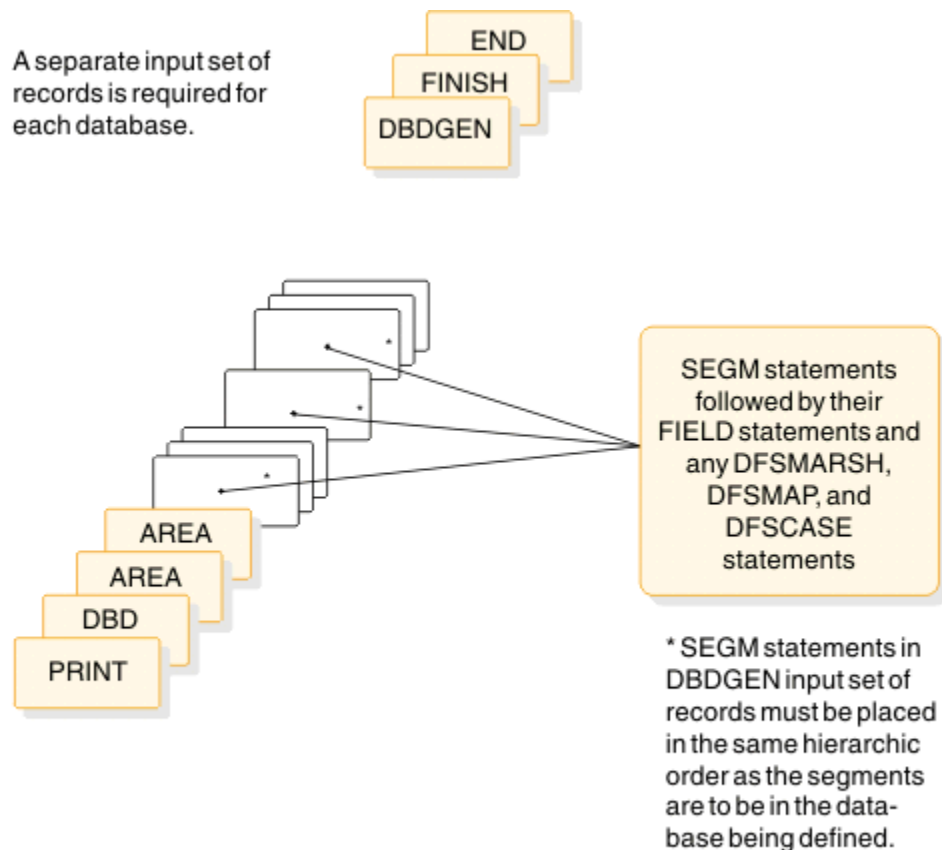 A separate input set of
records is required for
each database.
END
FINISH
DBDGEN
*
*
*
AREA
AREA
DBD
PRINT
SEGM statements
followed by their
FIELD statements and
any DFSMARSH,
DFSMAP, and
DFSCASE
statements
* SEGM statements in
DBDGEN input set of
records must be placed
in the same hierarchic
order as the segments
are to be in the data-
base being defined.